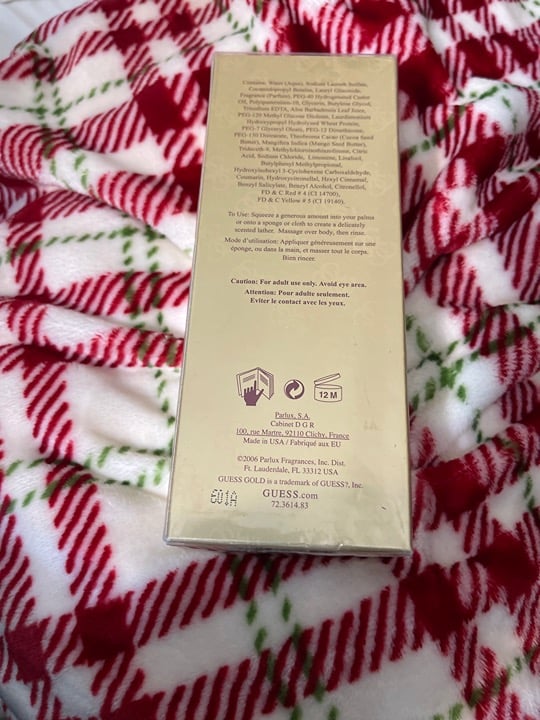 Contains: Water (Aqua), Sodium Laureth Sulfate,
Cocamidopropyl Betaine, Lauryl Glucoside,
Fragrance (Parfum), PEG-40 Hydrogenated Castor
Oil, Polyquaternium-10, Glycerin, Butylene Glycol,
Trisodium EDTA, Aloe Barbadensis Leaf Juice,
PEG-120 Methyl Glucose Dioleate, Laurdimonium
Hydroxypropyl Hydrolyzed Wheat Protein,
PEG-7 Glyceryl Oleate, PEG-12 Dimethicone,
PEG-150 Distearate, Theobroma Cacao (Cocoa Seed
Butter), Mangifera Indica (Mango Seed Butter),
Trideceth-8, Methylchloroisothiazolinone, Citric
Acid, Sodium Chloride, Limonene, Linalool,
Butylphenyl Methylpropional,
Hydroxyisohexyl 3-Cyclohexene Carboxaldehyde,
Coumarin, Hydroxycitronellal, Hexyl Cinnamal,
Benzyl Salicylate, Benzyl Alcohol, Citronellol,
FD & C Red # 4 (CI 14700),
FD & C Yellow # 5 (CI 19140).
To Use: Squeeze a generous amount into your palms
or onto a sponge or cloth to create a delicately
scented lather. Massage over body, then rinse.
Mode d'utilisation: Appliquer généreusement sur une
éponge, ou dans la main, et masser tout le corps.
Bien rincer.
Caution: For adult use only. Avoid eye area.
Attention: Pour adulte seulement.
Eviter le contact avec les yeux.
12 M
Parlux, S.A.
Cabinet D G R
100, rue Martre, 92110 Clichy, France
Made in USA / Fabriqué aux EU
©2006 Parlux Fragrances, Inc. Dist.
Ft. Lauderdale, FL 33312 USA
GUESS GOLD is a trademark of GUESS?, Inc.
GUESS.com
72.3614.83